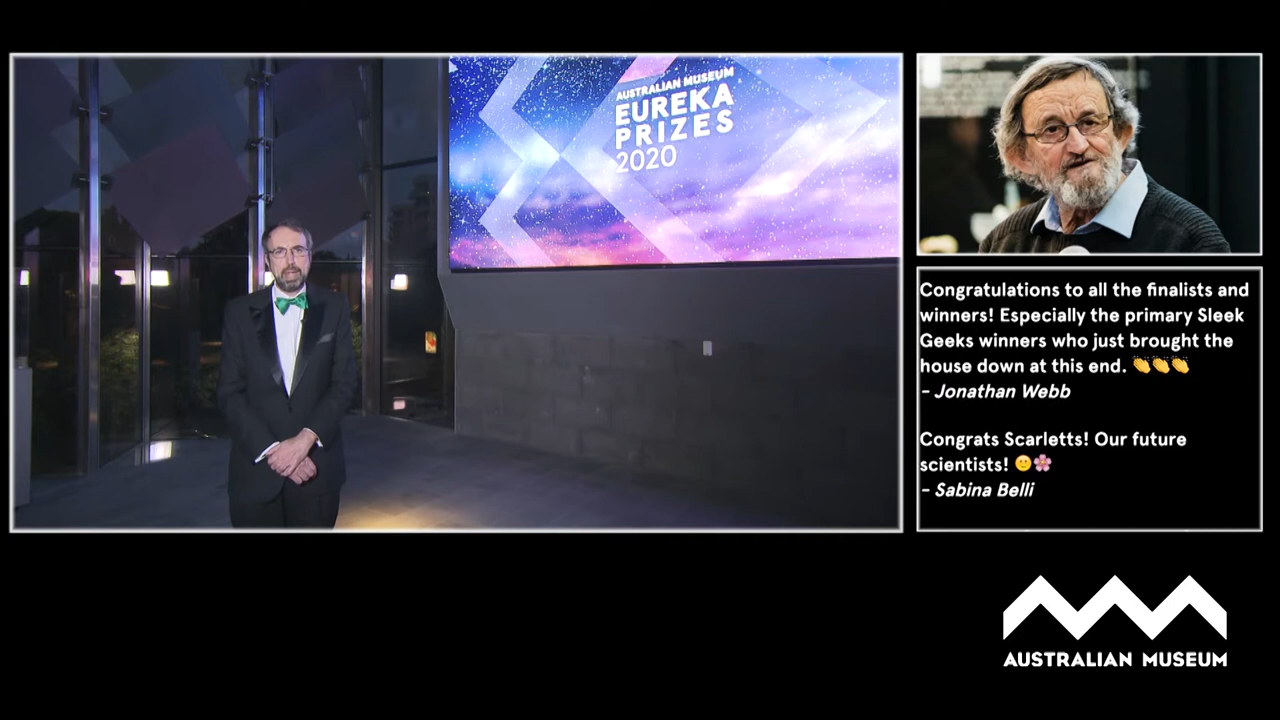 AUSTRALIAN MUSEUM
EUREKA
PRIZES
2020
Congratulations to all the finalists and
winners! Especially the primary Sleek
Geeks winners who just brought the
house down at this end. 👏👏👏
- Jonathan Webb
Congrats Scarletts! Our future
scientists! 🙂🌸
- Sabina Belli
AUSTRALIAN MUSEUM